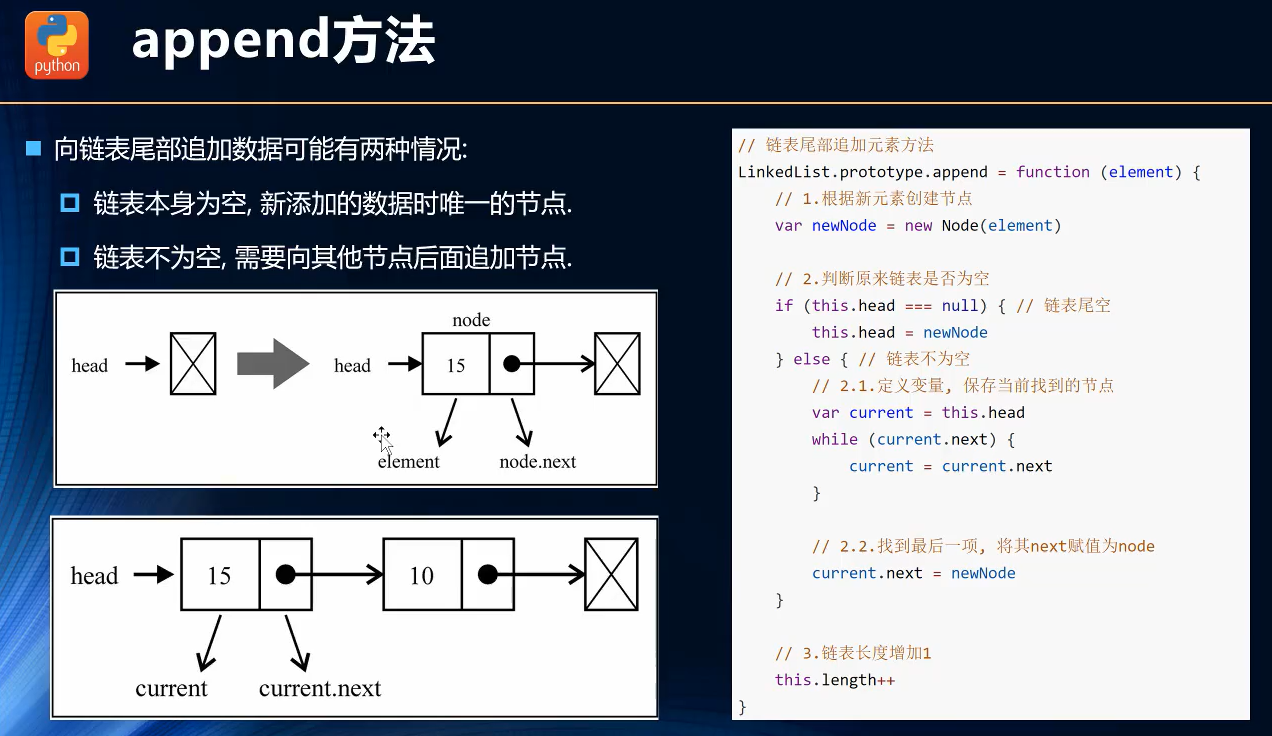 python
append方法
向链表尾部追加数据可能有两种情况:
链表本身为空, 新添加的数据时唯一的节点.
链表不为空, 需要向其他节点后面追加节点.
head
head
node
15
element
node.next
head
15
10
current
current.next
// 链表尾部追加元素方法
LinkedList.prototype.append = function (element) {
    // 1.根据新元素创建节点
    var newNode = new Node(element)
    // 2.判断原来链表是否为空
    if (this.head === null) { // 链表尾空
        this.head = newNode
    } else { // 链表不为空
        // 2.1.定义变量, 保存当前找到的节点
        var current = this.head
        while (current.next) {
            current = current.next
        }
        // 2.2.找到最后一项, 将其next赋值为node
        current.next = newNode
    }
    // 3.链表长度增加1
    this.length++
}